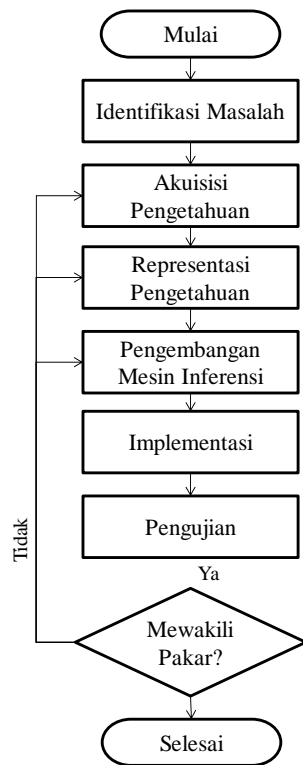 Mulai
Identifikasi Masalah
Akuisisi
Pengetahuan
Representasi
Pengetahuan
Pengembangan
Mesin Inferensi
Implementasi
Pengujian
Tidak
Ya
Mewakili
Pakar?
Selesai